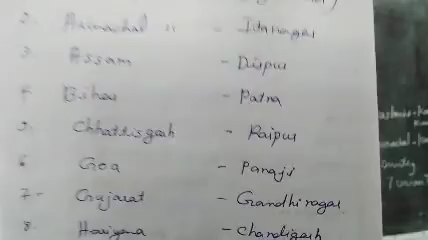 2. Arunachal " - Itanagar
3 Assam - Dispur
4 Bihar - Patna
5. Chhattisgarh - Raipur
6 Goa - Panaji
7- Gujarat - Gandhinagar
8. Hariyana - Chandigarh